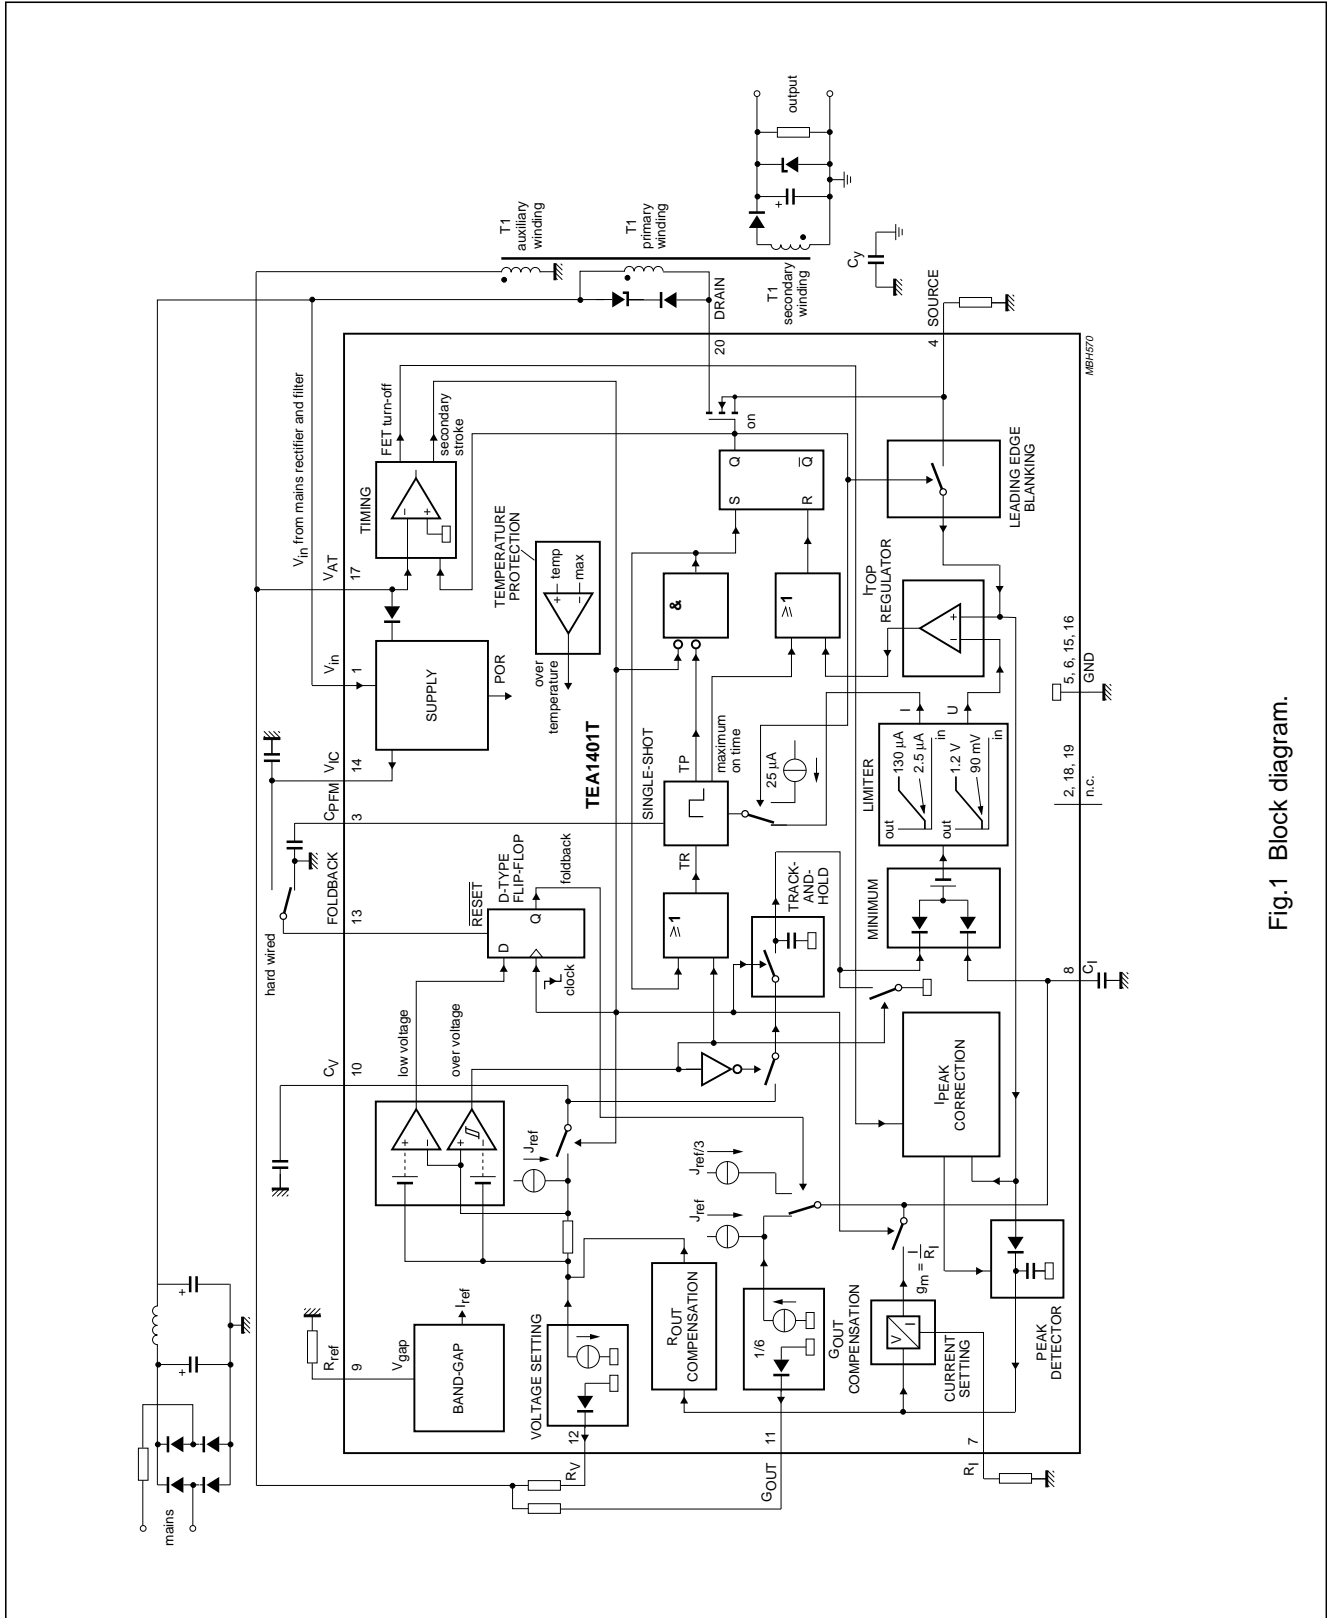 mains
Rref
9
Vgap
BAND-GAP
Iref
VOLTAGE SETTING
12
RV
GOUT
11
RI
7
ROUT
COMPENSATION
1/6
GOUT
COMPENSATION
V
I
CURRENT
SETTING
gm = I
RI
PEAK
DETECTOR
Jref
Jref
Jref/3
CV
10
low voltage
over voltage
IPEAK
CORRECTION
8
CI
hard wired
FOLDBACK
13
RESET
D-TYPE
FLIP-FLOP
D
Q
foldback
clock
≥1
TR
TRACK-
AND-
HOLD
MINIMUM
CPFM
3
VIC
14
SINGLE-SHOT
TP
maximum
on time
25 µA
LIMITER
out
130 µA
2.5 µA
in
out
1.2 V
90 mV
in
I
U
2, 18, 19
n.c.
5, 6, 15, 16
GND
TEA1401T
Vin
1
SUPPLY
POR
over
temperature
TEMPERATURE
PROTECTION
temp
max
&
≥1
ITOP
REGULATOR
VAT
17
TIMING
Vin from mains rectifier and filter
FET turn-off
secondary
stroke
S
Q
R
Q
on
LEADING EDGE
BLANKING
20
DRAIN
4
SOURCE
MBH570
T1
auxiliary
winding
T1
primary
winding
T1
secondary
winding
Cy
output
Fig.1 Block diagram.